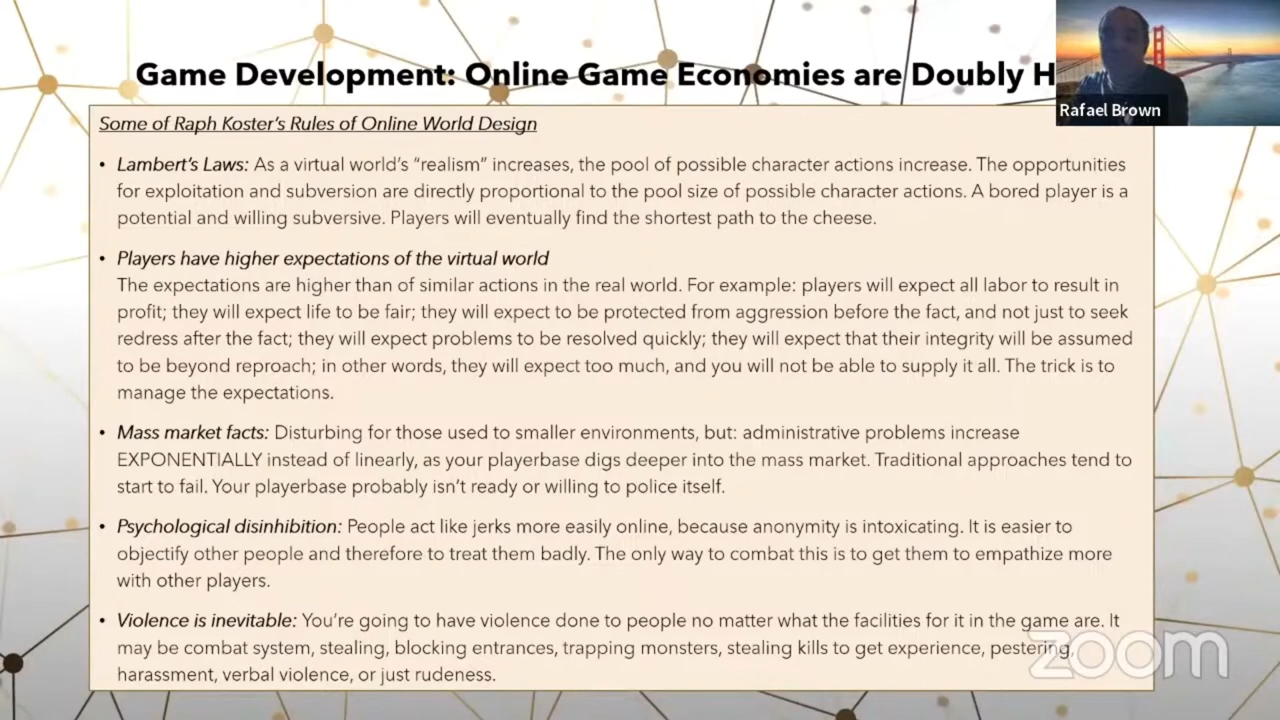 Game Development: Online Game Economies are Doubly H
Rafael Brown
Some of Raph Koster's Rules of Online World Design
• Lambert's Laws: As a virtual world's "realism" increases, the pool of possible character actions increase. The opportunities
for exploitation and subversion are directly proportional to the pool size of possible character actions. A bored player is a
potential and willing subversive. Players will eventually find the shortest path to the cheese.
• Players have higher expectations of the virtual world
The expectations are higher than of similar actions in the real world. For example: players will expect all labor to result in
profit; they will expect life to be fair; they will expect to be protected from aggression before the fact, and not just to seek
redress after the fact; they will expect problems to be resolved quickly; they will expect that their integrity will be assumed
to be beyond reproach; in other words, they will expect too much, and you will not be able to supply it all. The trick is to
manage the expectations.
• Mass market facts: Disturbing for those used to smaller environments, but: administrative problems increase
EXPONENTIALLY instead of linearly, as your playerbase digs deeper into the mass market. Traditional approaches tend to
start to fail. Your playerbase probably isn't ready or willing to police itself.
• Psychological disinhibition: People act like jerks more easily online, because anonymity is intoxicating. It is easier to
objectify other people and therefore to treat them badly. The only way to combat this is to get them to empathize more
with other players.
• Violence is inevitable: You're going to have violence done to people no matter what the facilities for it in the game are. It
may be combat system, stealing, blocking entrances, trapping monsters, stealing kills to get experience, pestering,
harassment, verbal violence, or just rudeness.
zoom